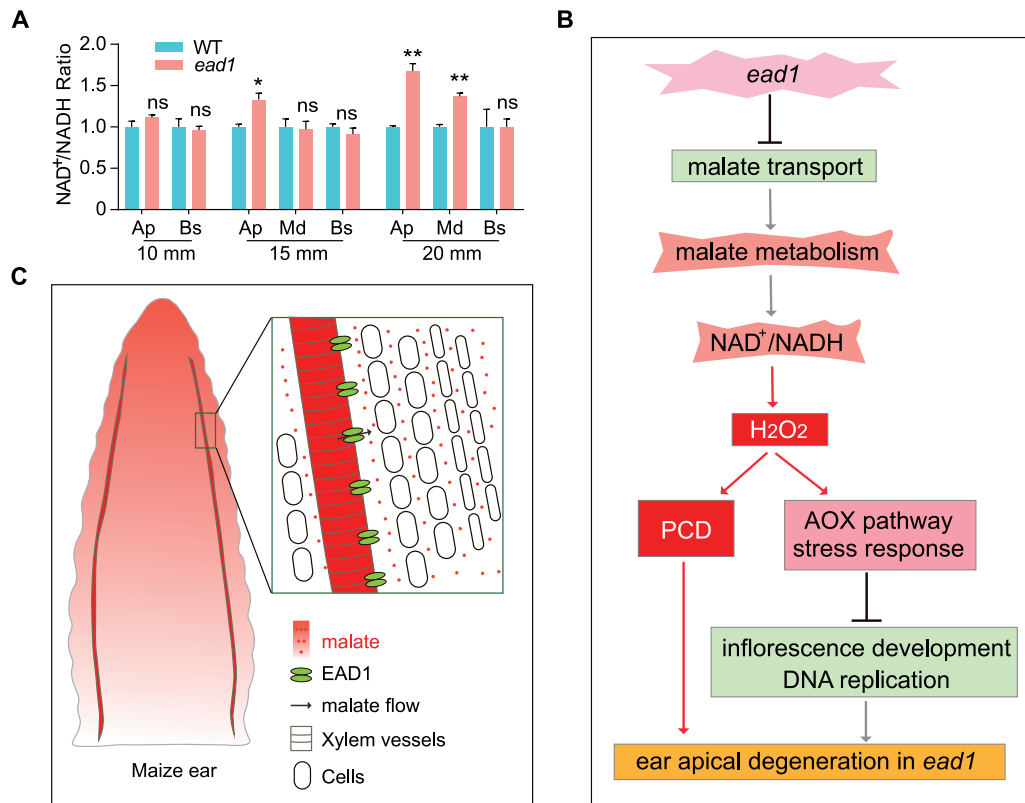 A
WT
ead1
NAD+/NADH Ratio
2.0
1.5
1.0
0.5
0
ns
ns
*
ns
ns
**
**
ns
Ap Bs Ap Md Bs Ap Md Bs
10 mm 15 mm 20 mm
B
ead1
malate transport
malate metabolism
NAD+/NADH
H2O2
PCD
AOX pathway
stress response
inflorescence development
DNA replication
ear apical degeneration in ead1
C
malate
EAD1
malate flow
Xylem vessels
Cells
Maize ear